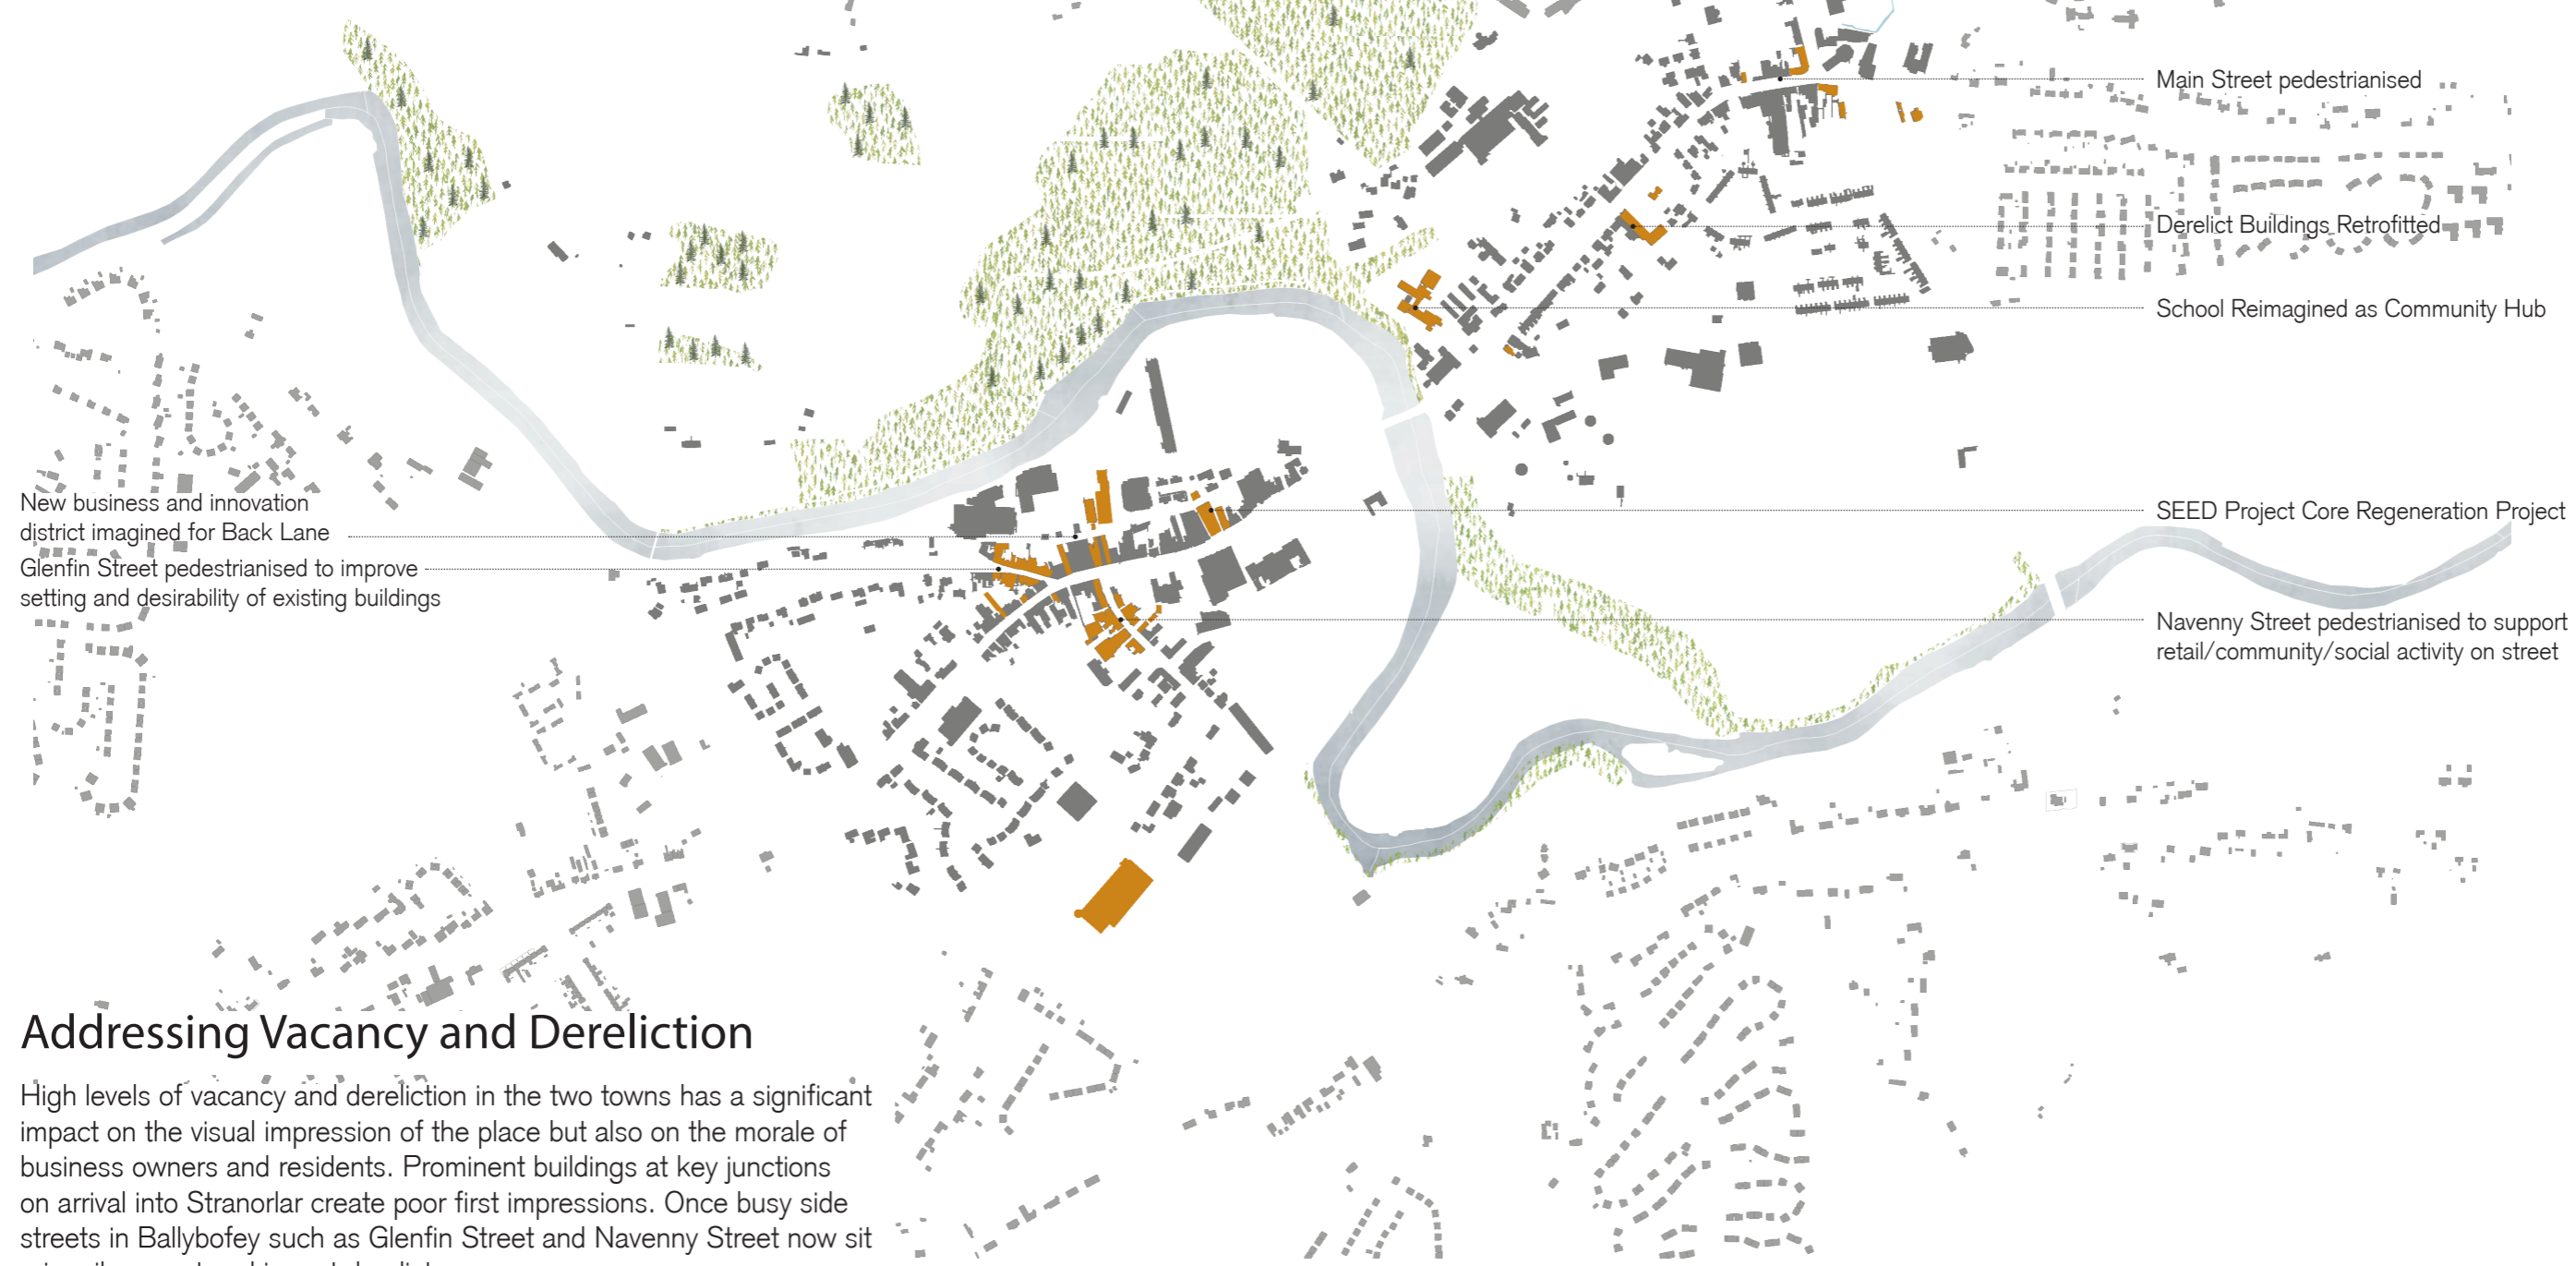 Main Street pedestrianised
Derelict Buildings Retrofitted
School Reimagined as Community Hub
New business and innovation
district imagined for Back Lane
Glenfin Street pedestrianised to improve
setting and desirability of existing buildings
SEED Project Core Regeneration Project
Navenny Street pedestrianised to support
retail/community/social activity on street
Addressing Vacancy and Dereliction
High levels of vacancy and dereliction in the two towns has a significant
impact on the visual impression of the place but also on the morale of
business owners and residents. Prominent buildings at key junctions
on arrival into Stranorlar create poor first impressions. Once busy side
streets in Ballybofey such as Glenfin Street and Navenny Street now sit